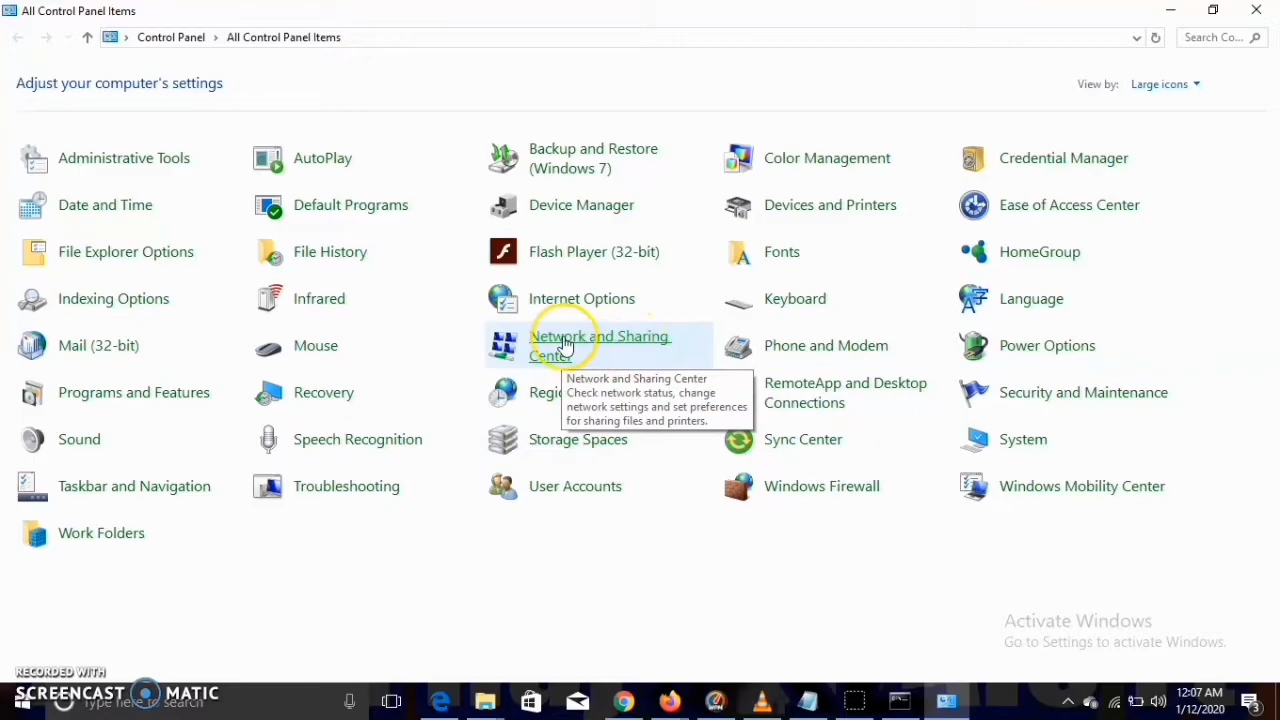 All Control Panel Items
Control Panel > All Control Panel Items
Search Co...
Adjust your computer's settings
View by: Large icons
Administrative Tools
AutoPlay
Backup and Restore
(Windows 7)
Color Management
Credential Manager
Date and Time
Default Programs
Device Manager
Devices and Printers
Ease of Access Center
File Explorer Options
File History
Flash Player (32-bit)
Fonts
HomeGroup
Indexing Options
Infrared
Internet Options
Keyboard
Language
Mail (32-bit)
Mouse
Network and Sharing
Center
Phone and Modem
Power Options
Network and Sharing Center
Check network status, change
network settings and set preferences
for sharing files and printers.
Programs and Features
Recovery
RemoteApp and Desktop
Connections
Security and Maintenance
Sound
Speech Recognition
Storage Spaces
Sync Center
System
Taskbar and Navigation
Troubleshooting
User Accounts
Windows Firewall
Windows Mobility Center
Work Folders
Activate Windows
Go to Settings to activate Windows.
RECORDED WITH
SCREENCAST MATIC
Type here to search
12:07 AM
1/12/2020
3